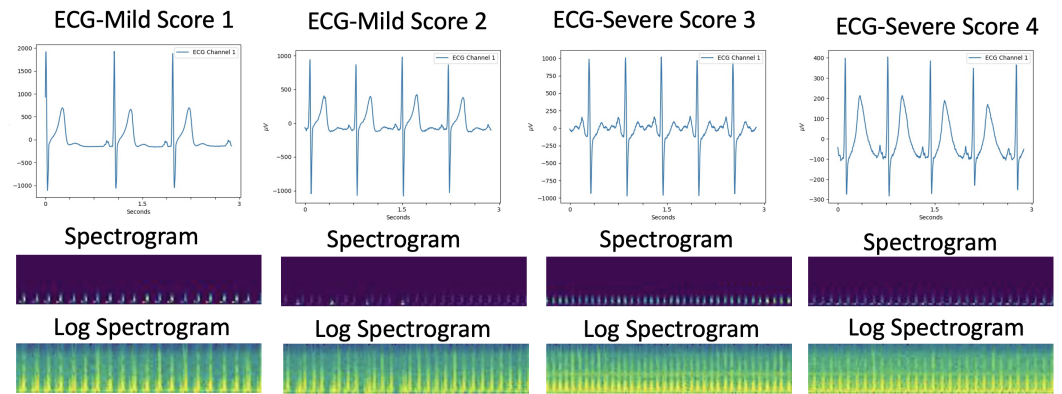 ECG-Mild Score 1
ECG-Mild Score 2
ECG-Severe Score 3
ECG-Severe Score 4
2000
1500
1000
500
0
−500
−1000
ECG Channel 1
0
1.5
3
Seconds
1000
500
0
−500
−1000
μV
ECG Channel 1
0
1.5
3
Seconds
1000
750
500
250
0
−250
−500
−750
−1000
μV
ECG Channel 1
0
1.5
3
Seconds
400
300
200
100
0
−100
−200
−300
μV
ECG Channel 1
0
1.5
3
Seconds
Spectrogram
Spectrogram
Spectrogram
Spectrogram
Log Spectrogram
Log Spectrogram
Log Spectrogram
Log Spectrogram